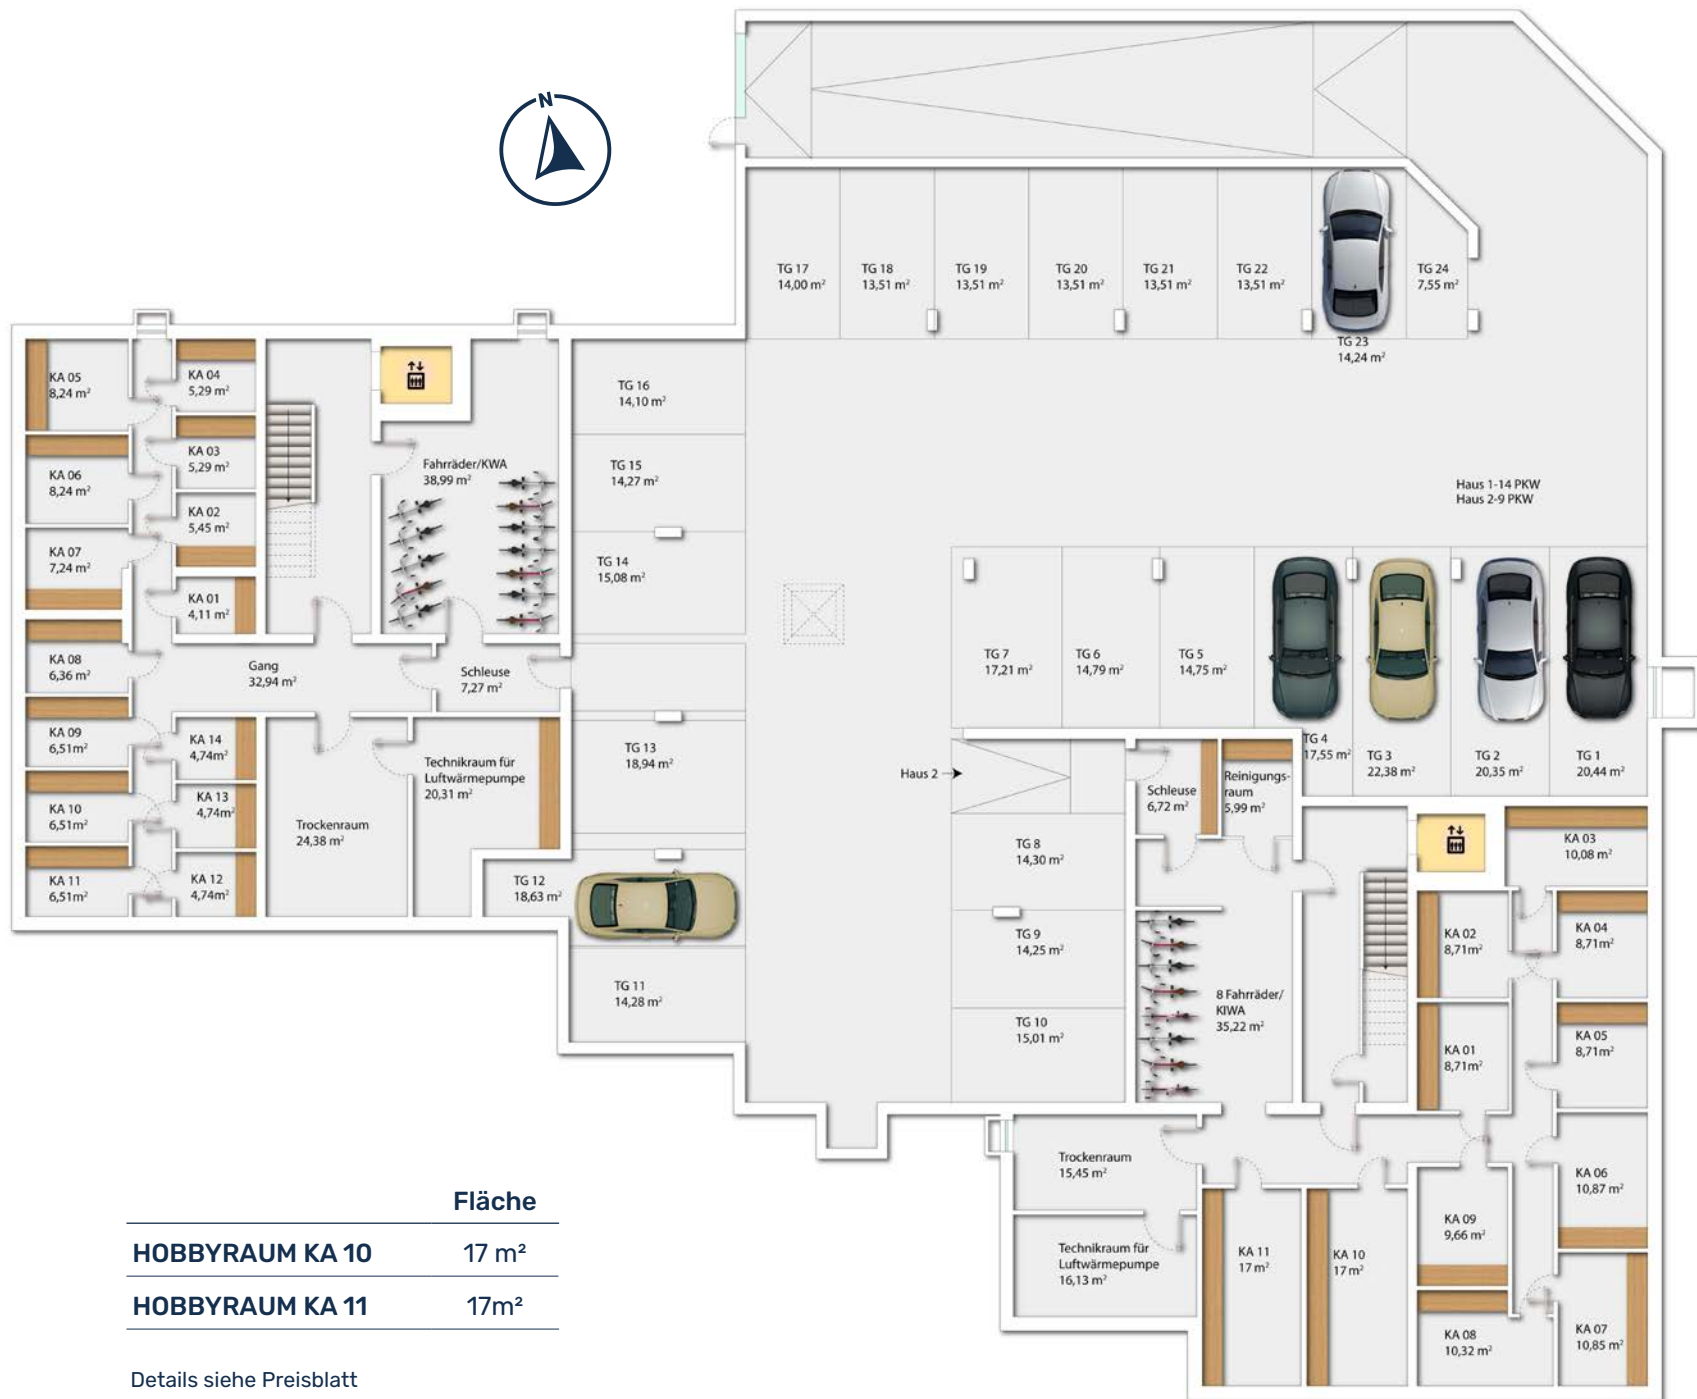 N
TG 17
14,00 m²
TG 18
13,51 m²
TG 19
13,51 m²
TG 20
13,51 m²
TG 21
13,51 m²
TG 22
13,51 m²
TG 24
7,55 m²
TG 23
14,24 m²
KA 05
8,24 m²
KA 04
5,29 m²
KA 03
5,29 m²
KA 06
8,24 m²
KA 02
5,45 m²
KA 07
7,24 m²
KA 01
4,11 m²
KA 08
6,36 m²
Gang
32,94 m²
KA 09
6,51m²
KA 14
4,74m²
KA 10
6,51m²
KA 13
4,74m²
KA 11
6,51m²
KA 12
4,74m²
Fahrräder/KWA
38,99 m²
Schleuse
7,27 m²
Technikraum für
Luftwärmepumpe
20,31 m²
Trockenraum
24,38 m²
TG 16
14,10 m²
TG 15
14,27 m²
TG 14
15,08 m²
TG 13
18,94 m²
TG 12
18,63 m²
TG 11
14,28 m²
Haus 1-14 PKW
Haus 2-9 PKW
TG 7
17,21 m²
TG 6
14,79 m²
TG 5
14,75 m²
TG 4
17,55 m²
TG 3
22,38 m²
TG 2
20,35 m²
TG 1
20,44 m²
Haus 2
Schleuse
6,72 m²
Reinigungs-
raum
5,99 m²
TG 8
14,30 m²
TG 9
14,25 m²
TG 10
15,01 m²
8 Fahrräder/
KIWA
35,22 m²
KA 03
10,08 m²
KA 02
8,71m²
KA 04
8,71m²
KA 01
8,71m²
KA 05
8,71m²
KA 06
10,87 m²
KA 09
9,66 m²
KA 08
10,32 m²
KA 07
10,85 m²
Trockenraum
15,45 m²
Technikraum für
Luftwärmepumpe
16,13 m²
KA 11
17 m²
KA 10
17 m²
Fläche
HOBBYRAUM KA 10 17 m²
HOBBYRAUM KA 11 17m²
Details siehe Preisblatt